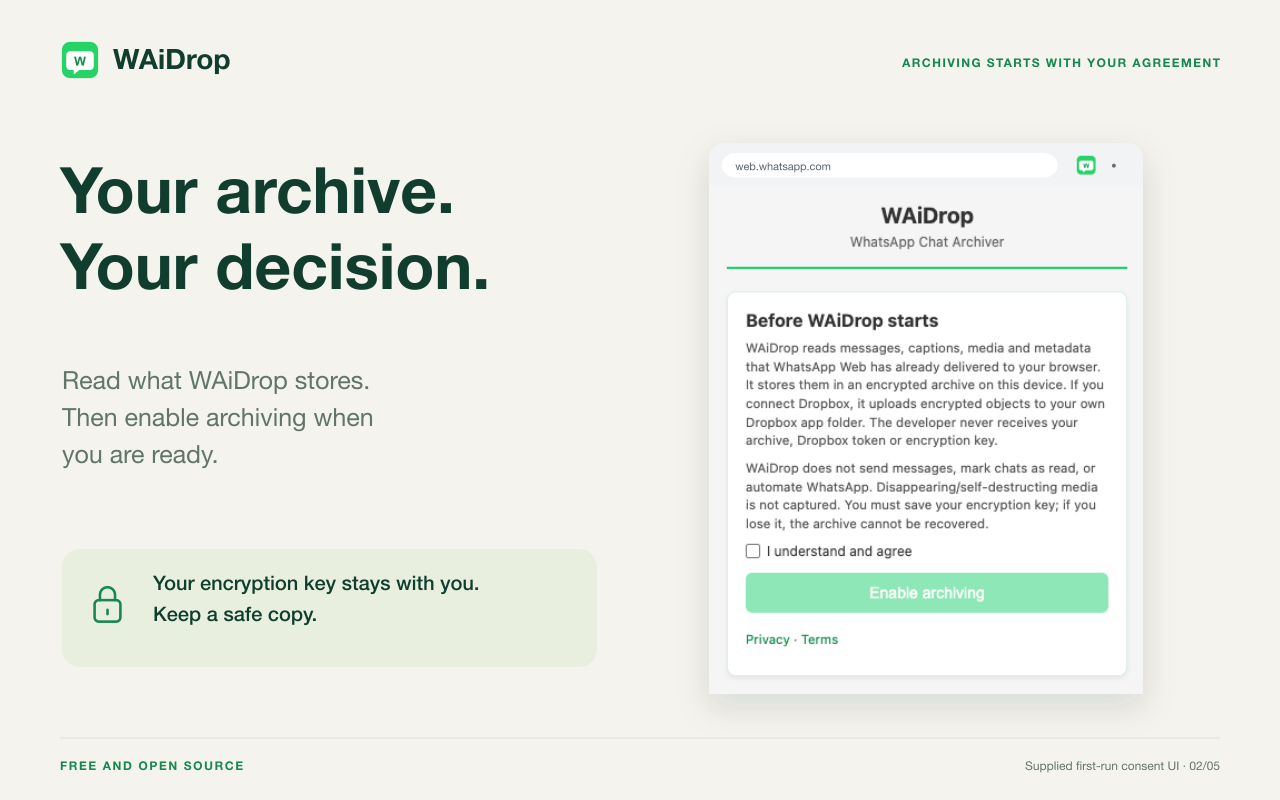 W WAiDrop
ARCHIVING STARTS WITH YOUR AGREEMENT
Your archive.
Your decision.
Read what WAiDrop stores.
Then enable archiving when
you are ready.
Your encryption key stays with you.
Keep a safe copy.
web.whatsapp.com
W
WAiDrop
WhatsApp Chat Archiver
Before WAiDrop starts
WAiDrop reads messages, captions, media and metadata
that WhatsApp Web has already delivered to your browser.
It stores them in an encrypted archive on this device. If you
connect Dropbox, it uploads encrypted objects to your own
Dropbox app folder. The developer never receives your
archive, Dropbox token or encryption key.
WAiDrop does not send messages, mark chats as read, or
automate WhatsApp. Disappearing/self-destructing media
is not captured. You must save your encryption key; if you
lose it, the archive cannot be recovered.
I understand and agree
Enable archiving
Privacy · Terms
FREE AND OPEN SOURCE
Supplied first-run consent UI · 02/05